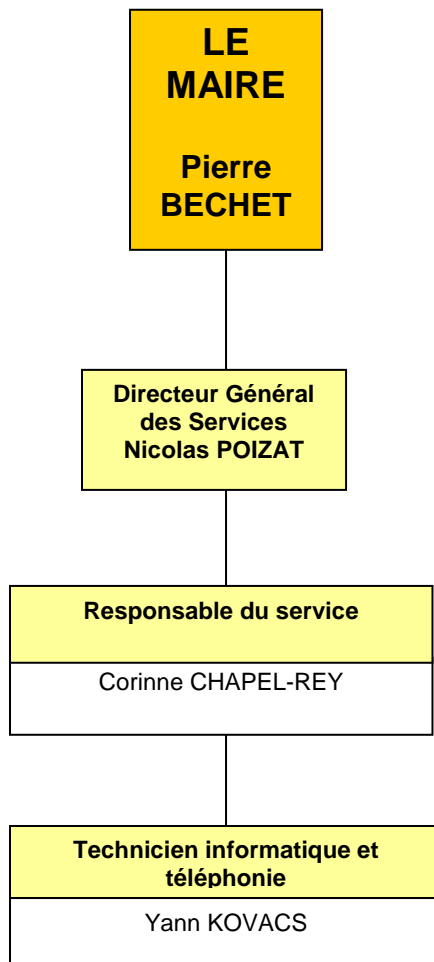 LE
MAIRE
Pierre
BECHET
Directeur Général
des Services
Nicolas POIZAT
Responsable du service
Corinne CHAPEL-REY
Technicien informatique et
téléphonie
Yann KOVACS